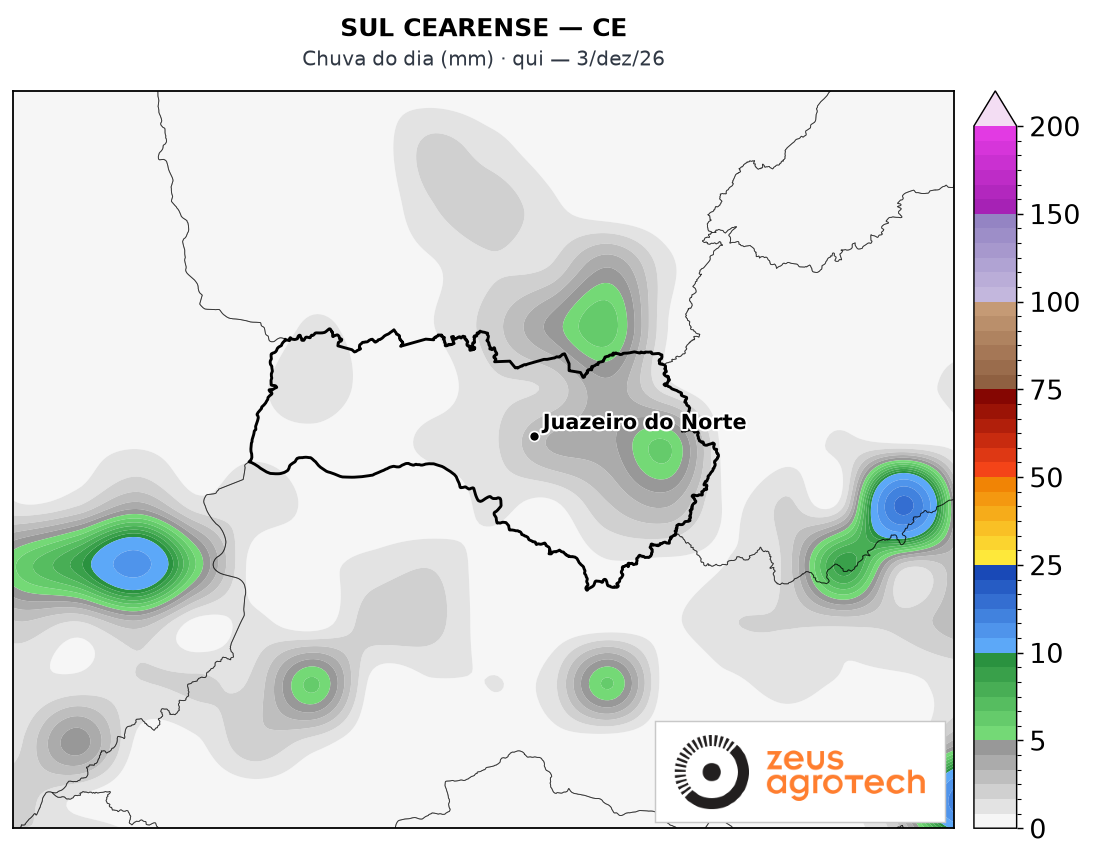 SUL CEARENSE — CE
Chuva do dia (mm) · qui — 3/dez/26
200
150
100
75
50
25
10
5
0
Juazeiro do Norte
zeus
agrotech